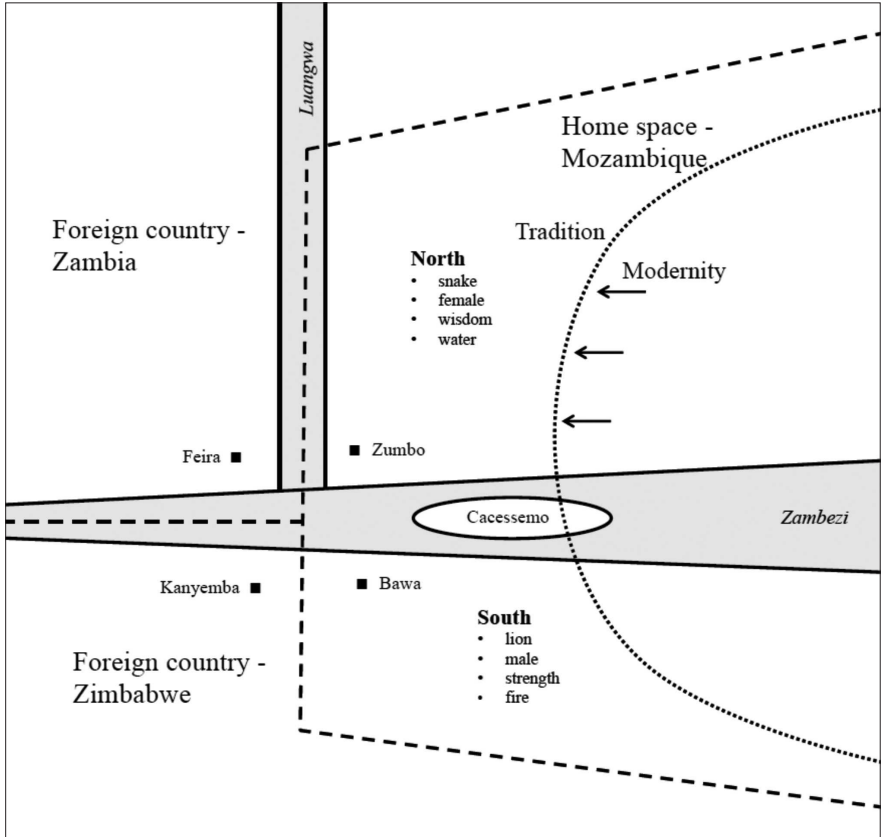 Luangwa
Home space -
Mozambique
Foreign country -
Zambia
Tradition
Modernity
North
• snake
• female
• wisdom
• water
Feira
Zumbo
Cacessemo
Zambezi
Kanyemba
Bawa
South
• lion
• male
• strength
• fire
Foreign country -
Zimbabwe